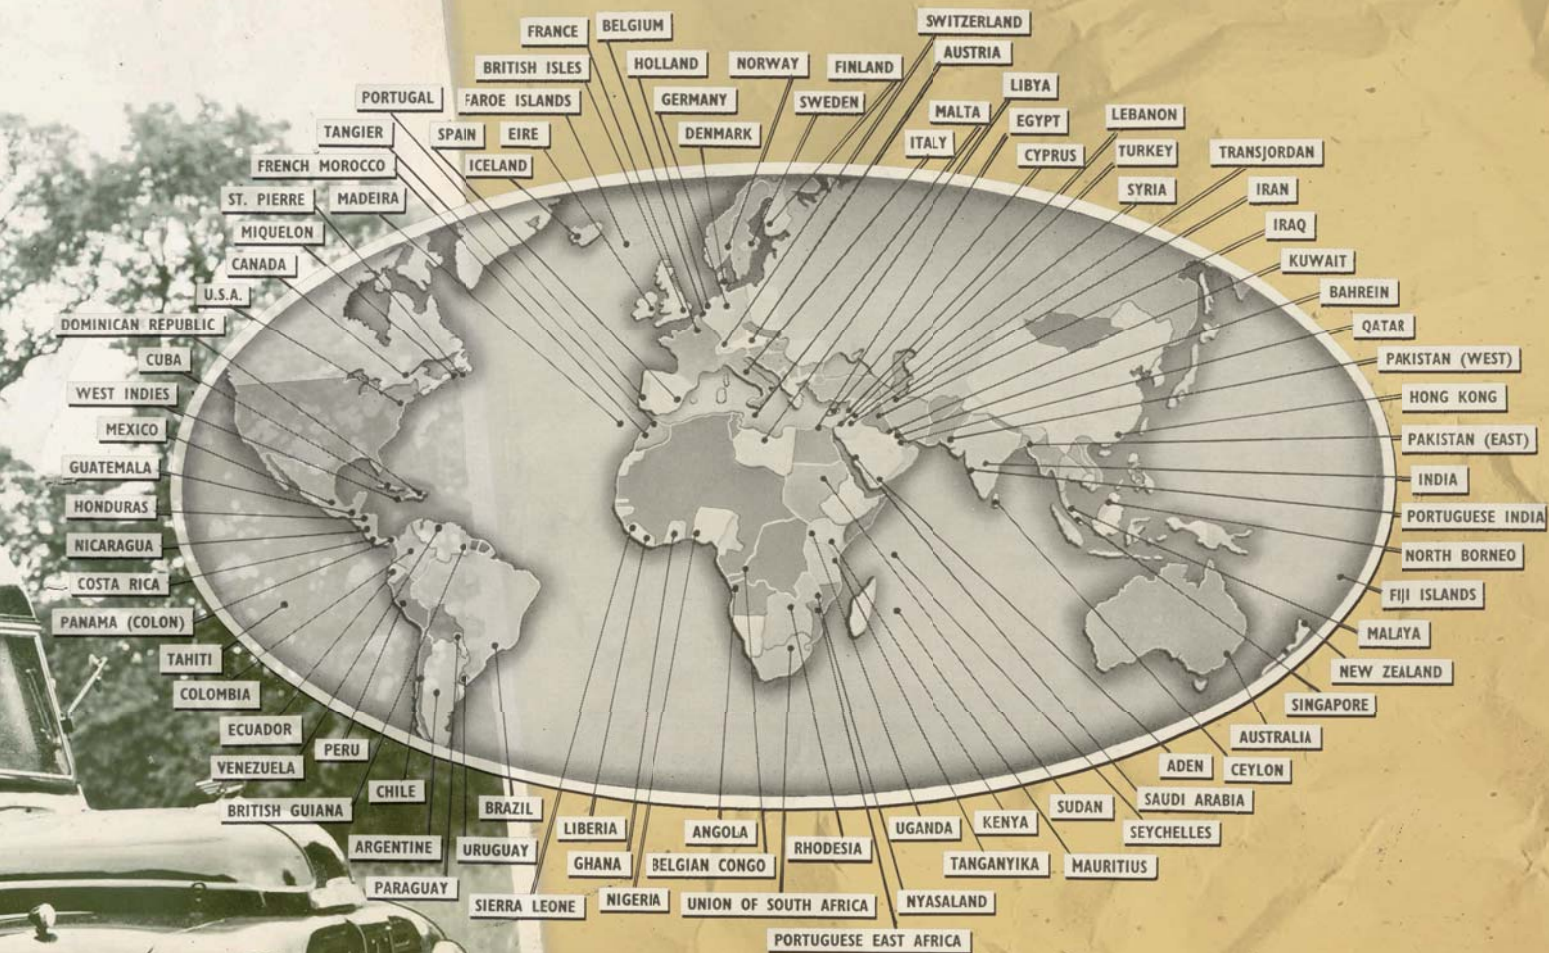 SWITZERLAND
FRANCE
BELGIUM
AUSTRIA
BRITISH ISLES
HOLLAND
NORWAY
FINLAND
LIBYA
PORTUGAL
FAROE ISLANDS
GERMANY
SWEDEN
MALTA
EGYPT
LEBANON
TANGIER
SPAIN
EIRE
DENMARK
ITALY
CYPRUS
TURKEY
TRANSJORDAN
FRENCH MOROCCO
ICELAND
SYRIA
IRAN
ST. PIERRE
MADEIRA
IRAQ
MIQUELON
KUWAIT
CANADA
BAHREIN
U.S.A.
QATAR
DOMINICAN REPUBLIC
PAKISTAN (WEST)
CUBA
HONG KONG
WEST INDIES
PAKISTAN (EAST)
MEXICO
INDIA
GUATEMALA
PORTUGUESE INDIA
HONDURAS
NORTH BORNEO
NICARAGUA
FIJI ISLANDS
COSTA RICA
MALAYA
PANAMA (COLON)
NEW ZEALAND
TAHITI
SINGAPORE
COLOMBIA
AUSTRALIA
ECUADOR
PERU
ADEN
CEYLON
VENEZUELA
CHILE
SAUDI ARABIA
BRITISH GUIANA
BRAZIL
SUDAN
SEYCHELLES
LIBERIA
ANGOLA
UGANDA
KENYA
ARGENTINE
URUGUAY
RHODESIA
GHANA
BELGIAN CONGO
TANGANYIKA
MAURITIUS
PARAGUAY
SIERRA LEONE
NIGERIA
UNION OF SOUTH AFRICA
NYASALAND
PORTUGUESE EAST AFRICA